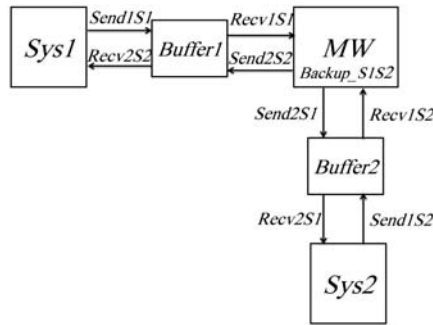 Send1S1
Recv1S1
Sys1
Buffer1
MW
Recv2S2
Send2S2
Backup_S1S2
Send2S1
Recv1S2
Buffer2
Recv2S1
Send1S2
Sys2